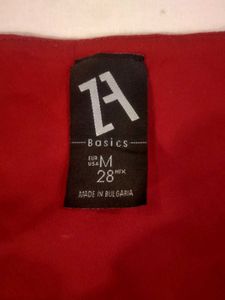 ZA
Basics
EUR
USA M
28 MEX
MADE IN BULGARIA